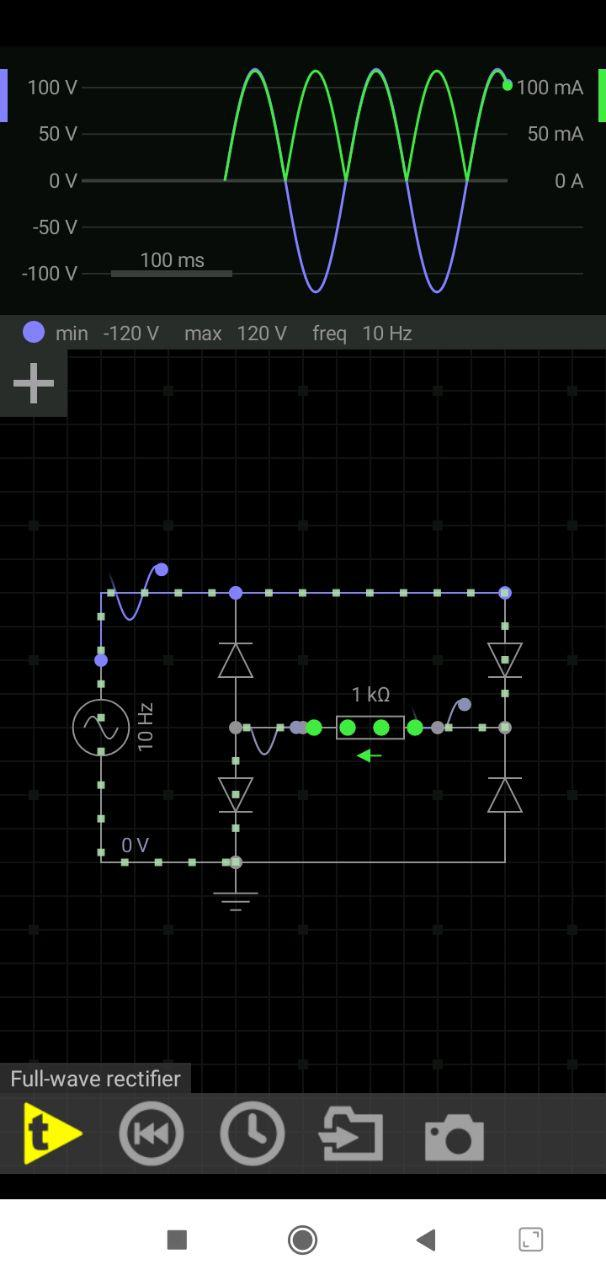 100 V
100 mA
50 V
50 mA
0 V
0 A
-50 V
100 ms
-100 V
min -120 V max 120 V freq 10 Hz
1 kΩ
10 Hz
0 V
Full-wave rectifier
t